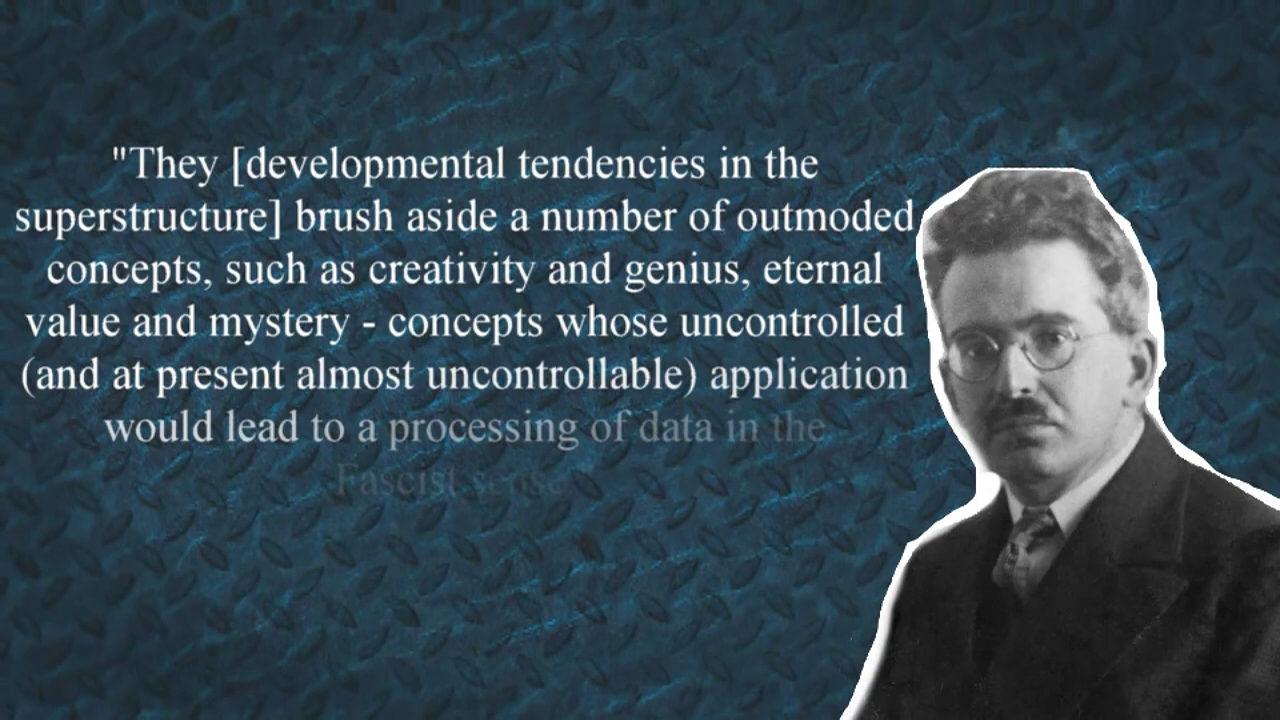 "They [developmental tendencies in the
superstructure] brush aside a number of outmoded
concepts, such as creativity and genius, eternal
value and mystery - concepts whose uncontrolled
(and at present almost uncontrollable) application
would lead to a processing of data in the
Fascist sense